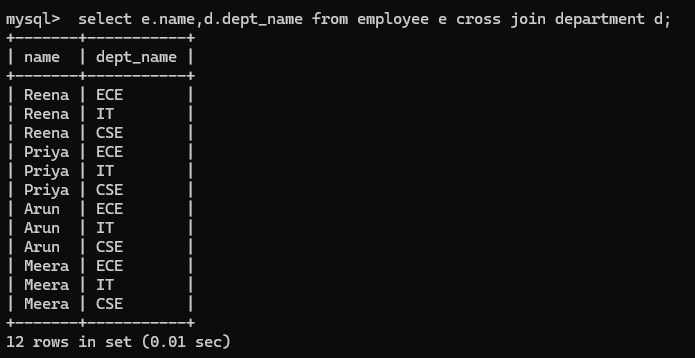 mysql>  select e.name,d.dept_name from employee e cross join department d;
+-------+-----------+
| name  | dept_name |
+-------+-----------+
| Reena | ECE       |
| Reena | IT        |
| Reena | CSE       |
| Priya | ECE       |
| Priya | IT        |
| Priya | CSE       |
| Arun  | ECE       |
| Arun  | IT        |
| Arun  | CSE       |
| Meera | ECE       |
| Meera | IT        |
| Meera | CSE       |
+-------+-----------+
12 rows in set (0.01 sec)